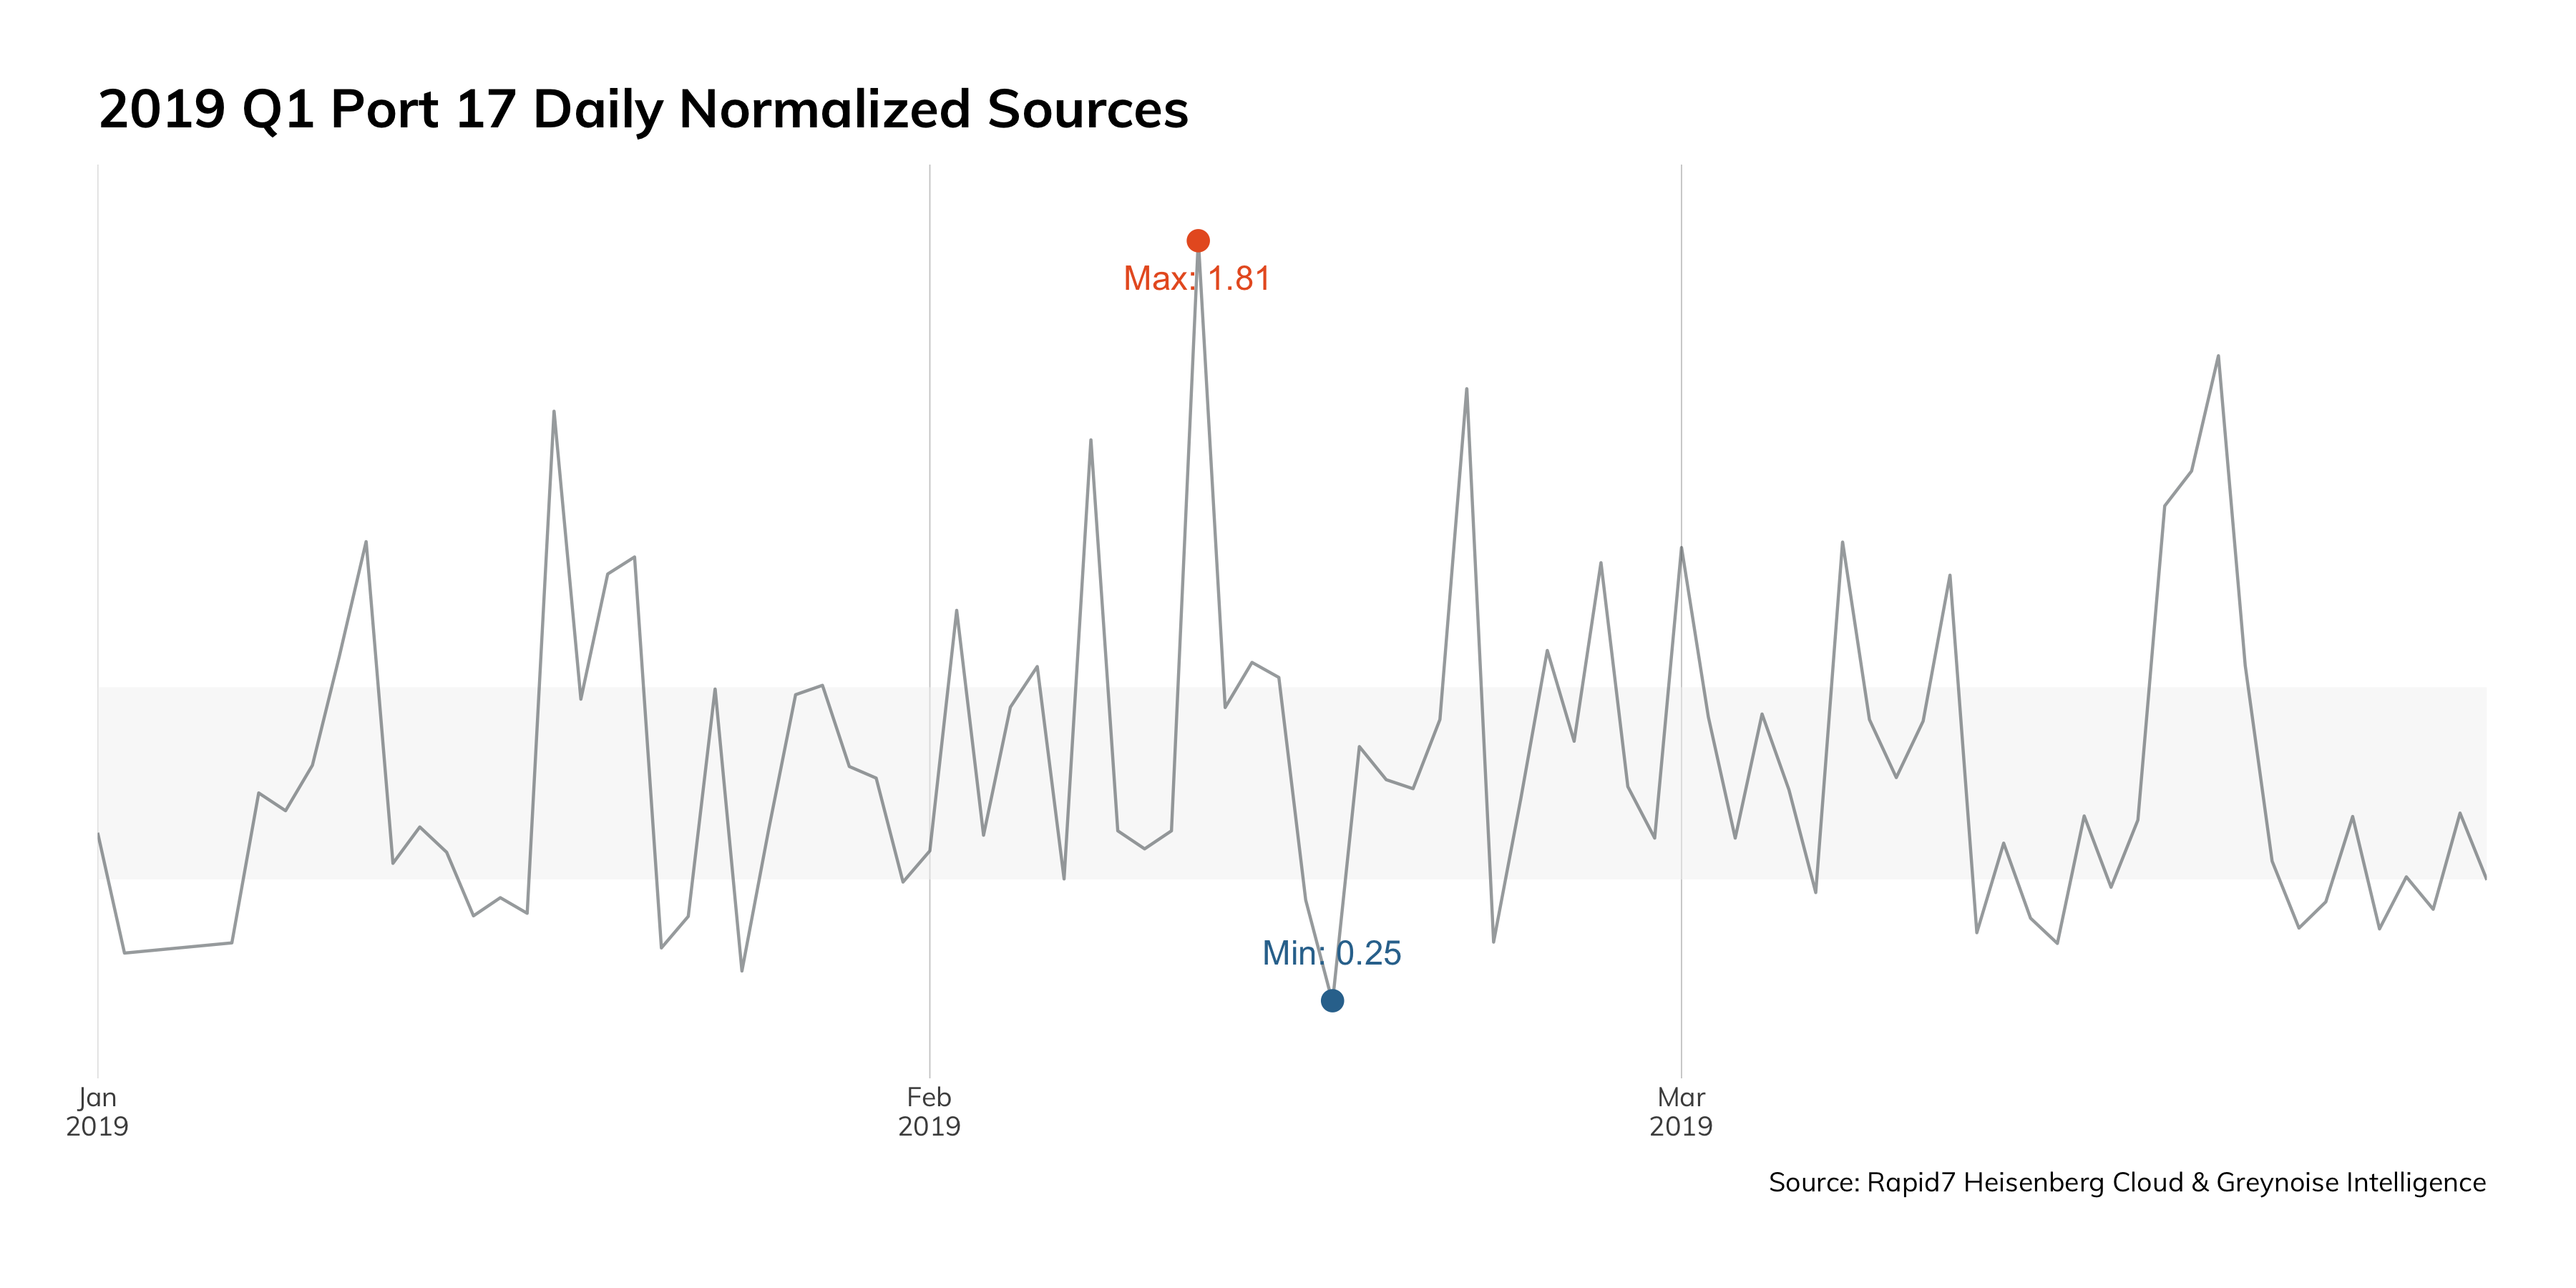 2019 Q1 Port 17 Daily Normalized Sources
Max: 1.81
Min: 0.25
Jan
2019
Feb
2019
Mar
2019
Source: Rapid7 Heisenberg Cloud & Greynoise Intelligence